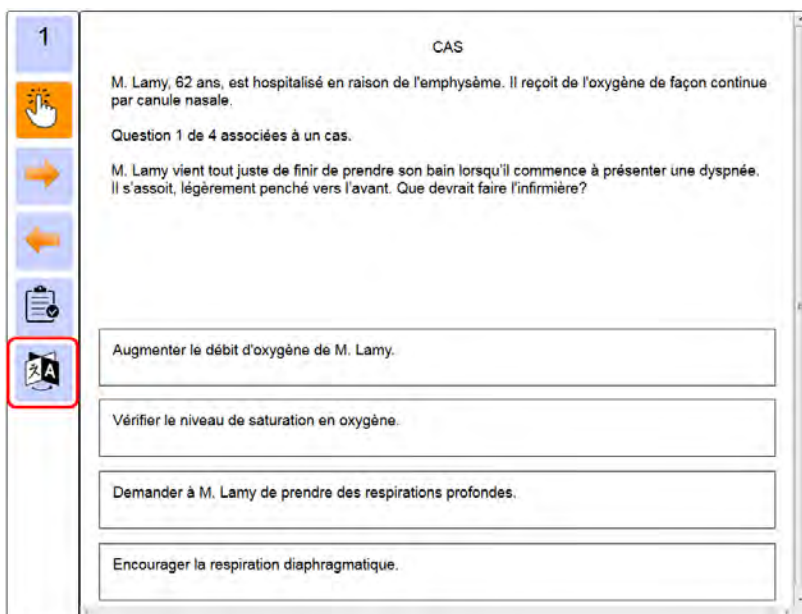 1
CAS
M. Lamy, 62 ans, est hospitalisé en raison de l'emphysème. Il reçoit de l'oxygène de façon continue
par canule nasale.
Question 1 de 4 associées à un cas.
M. Lamy vient tout juste de finir de prendre son bain lorsqu'il commence à présenter une dyspnée.
Il s'assoit, légèrement penché vers l'avant. Que devrait faire l'infirmière?
Augmenter le débit d'oxygène de M. Lamy.
Vérifier le niveau de saturation en oxygène.
Demander à M. Lamy de prendre des respirations profondes.
Encourager la respiration diaphragmatique.
文A